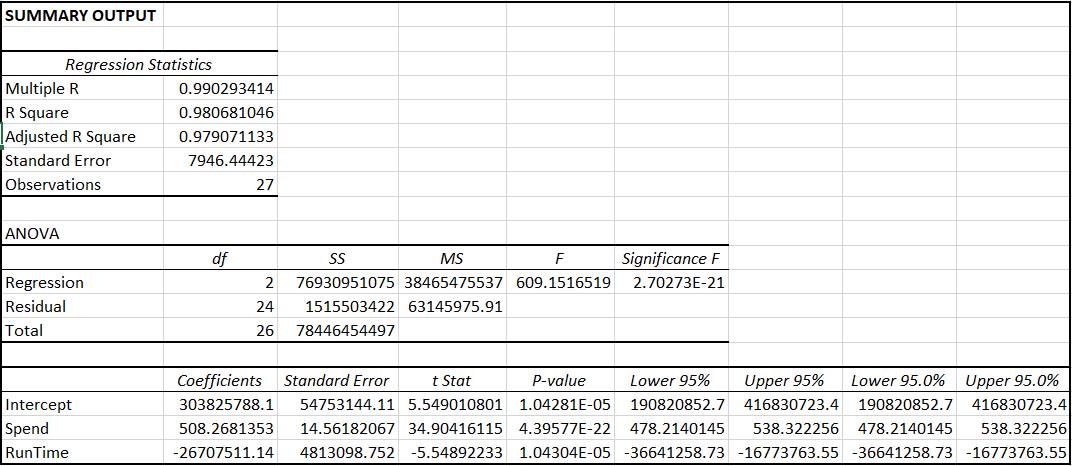 SUMMARY OUTPUT
Regression Statistics
Multiple R 0.990293414
R Square 0.980681046
Adjusted R Square 0.979071133
Standard Error 7946.44423
Observations 27
ANOVA
df SS MS F Significance F
Regression 2 76930951075 38465475537 609.1516519 2.70273E-21
Residual 24 1515503422 63145975.91
Total 26 78446454497
Coefficients Standard Error t Stat P-value Lower 95% Upper 95% Lower 95.0% Upper 95.0%
Intercept 303825788.1 54753144.11 5.549010801 1.04281E-05 190820852.7 416830723.4 190820852.7 416830723.4
Spend 508.2681353 14.56182067 34.90416115 4.39577E-22 478.2140145 538.322256 478.2140145 538.322256
RunTime -26707511.14 4813098.752 -5.54892233 1.04304E-05 -36641258.73 -16773763.55 -36641258.73 -16773763.55